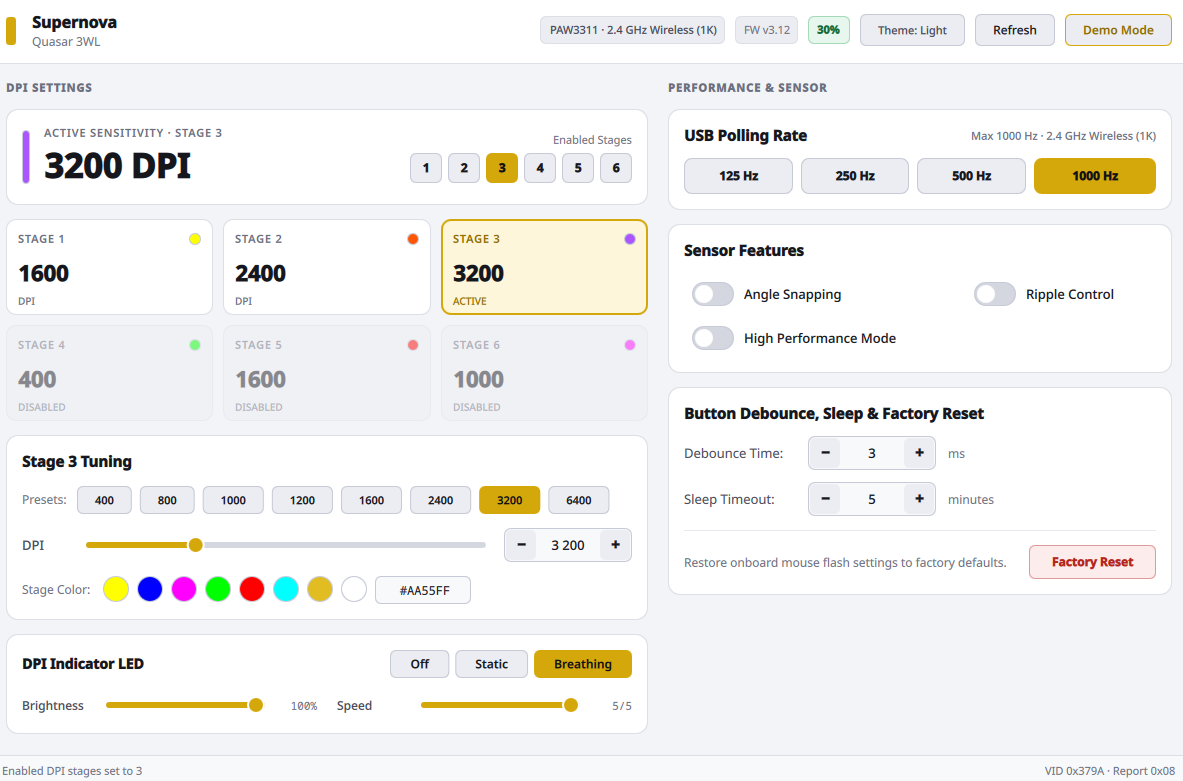 Supernova
Quasar 3WL
PAW3311 · 2.4 GHz Wireless (1K)
FW v3.12
30%
Theme: Light
Refresh
Demo Mode
DPI SETTINGS
ACTIVE SENSITIVITY · STAGE 3
3200 DPI
Enabled Stages
1 2 3 4 5 6
STAGE 1
1600
DPI
STAGE 2
2400
DPI
STAGE 3
3200
ACTIVE
STAGE 4
400
DISABLED
STAGE 5
1600
DISABLED
STAGE 6
1000
DISABLED
Stage 3 Tuning
Presets: 400 800 1000 1200 1600 2400 3200 6400
DPI − 3 200 +
Stage Color: #AA55FF
DPI Indicator LED
Off Static Breathing
Brightness 100% Speed 5/5
PERFORMANCE & SENSOR
USB Polling Rate
Max 1000 Hz · 2.4 GHz Wireless (1K)
125 Hz 250 Hz 500 Hz 1000 Hz
Sensor Features
Angle Snapping
Ripple Control
High Performance Mode
Button Debounce, Sleep & Factory Reset
Debounce Time: − 3 + ms
Sleep Timeout: − 5 + minutes
Restore onboard mouse flash settings to factory defaults.
Factory Reset
Enabled DPI stages set to 3
VID 0x379A · Report 0x08